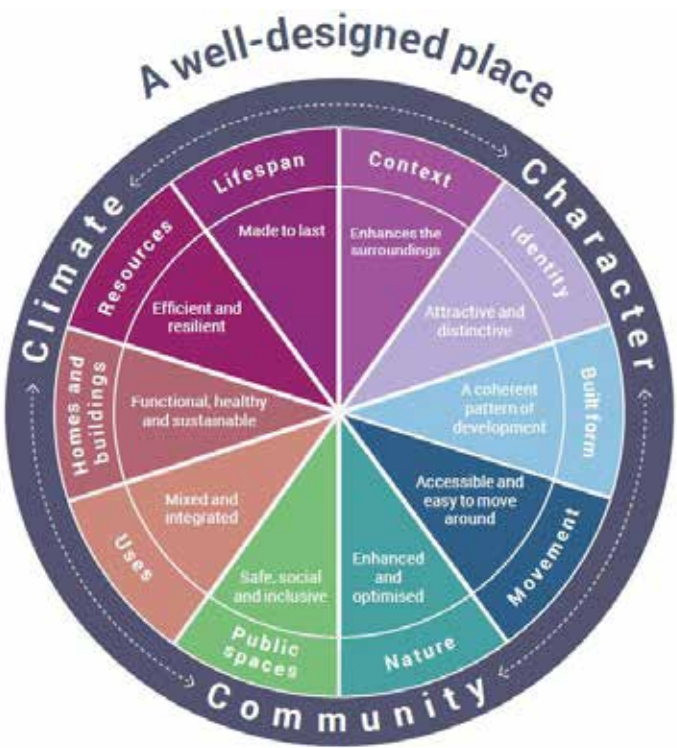 A well-designed place
Climate
Character
Community
Context
Enhances the
surroundings
Identity
Attractive and
distinctive
Built form
A coherent
pattern of
development
Movement
Accessible and
easy to move
around
Nature
Enhanced
and
optimised
Public
spaces
Safe, social
and inclusive
Uses
Mixed and
integrated
Homes and
buildings
Functional, healthy
and sustainable
Resources
Efficient and
resilient
Lifespan
Made to last